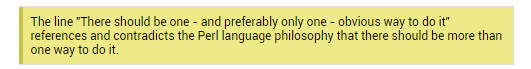 The line "There should be one - and preferably only one - obvious way to do it"
references and contradicts the Perl language philosophy that there should be more than
one way to do it.